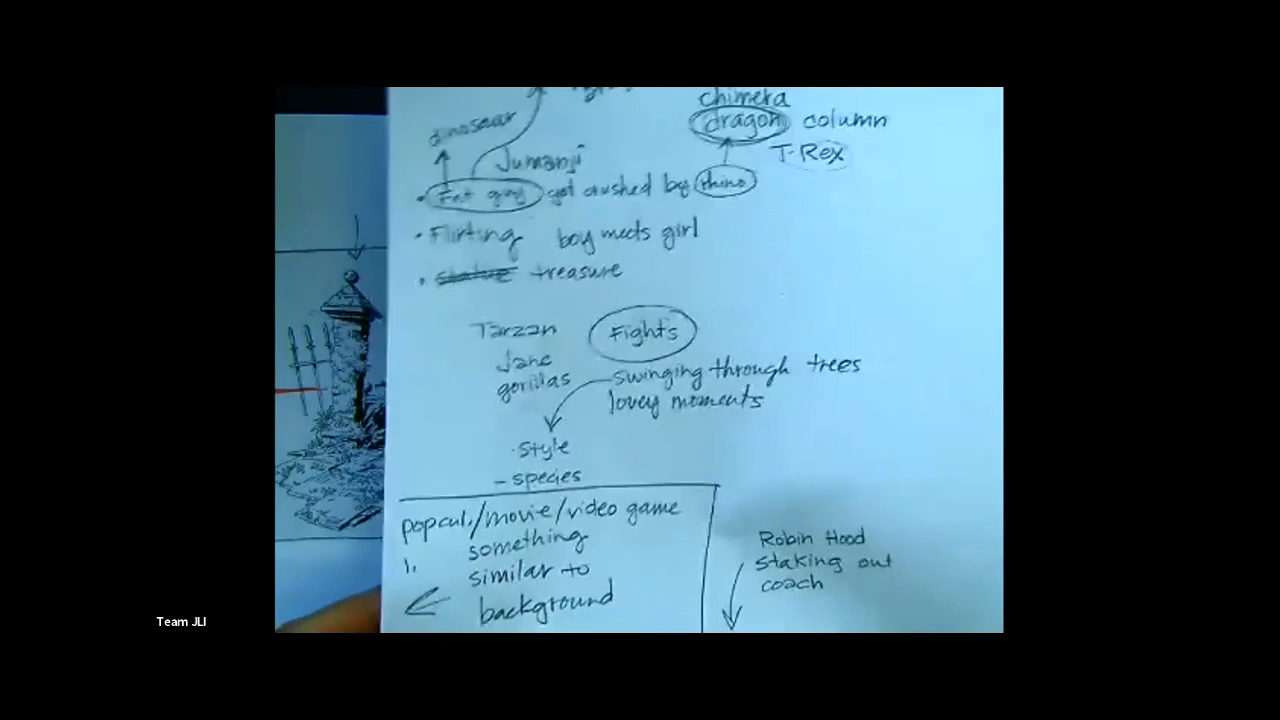 chimera
dinosaur
dragon column
T-Rex
Jumanji
• Fat guy got crushed by rhino
• Flirting boy meets girl
• statue treasure
Tarzan Fights
Jane
gorillas swinging through trees
lovey moments
- style
- species
popcul./movie/video game
1. something
similar to
background
Robin Hood
staking out
coach
Team JLI